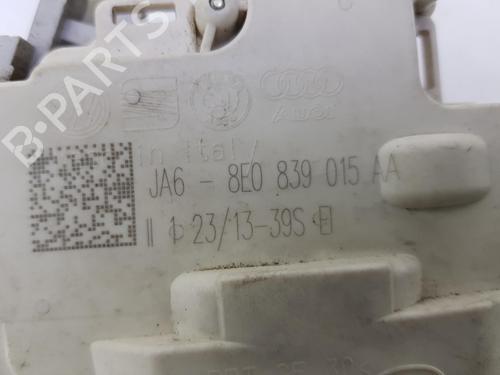 B-PARTS
Audi
in Italy
JA6 - 8E0 839 015 AA
23/13-39S E